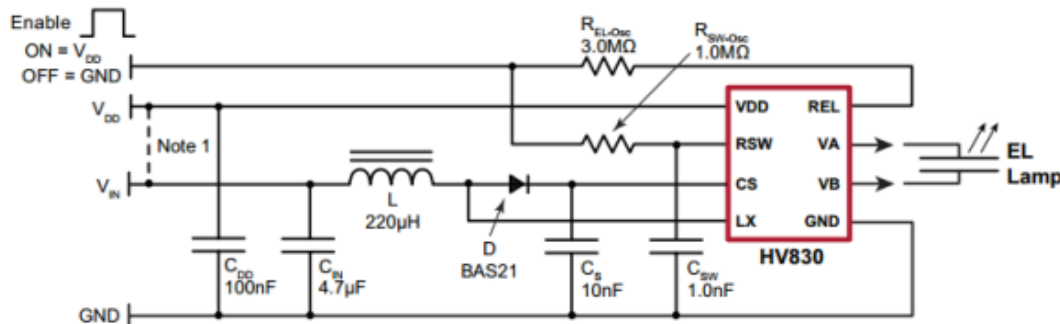 Enable
ON = VDD
OFF = GND
VDD
Note 1
VIN
GND
REL-Osc
3.0MΩ
RSW-Osc
1.0MΩ
L
220µH
D
BAS21
CDD
100nF
CIN
4.7µF
CS
10nF
CSW
1.0nF
VDD
REL
RSW
VA
CS
VB
LX
GND
HV830
EL
Lamp